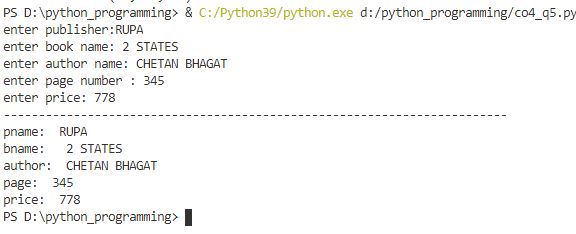 PS D:\python_programming> & C:/Python39/python.exe d:/python_programming/co4_q5.py
enter publisher:RUPA
enter book name: 2 STATES
enter author name: CHETAN BHAGAT
enter page number : 345
enter price: 778
------------------------------------------------------------------------
pname:  RUPA
bname:   2 STATES
author:  CHETAN BHAGAT
page:  345
price:  778
PS D:\python_programming>